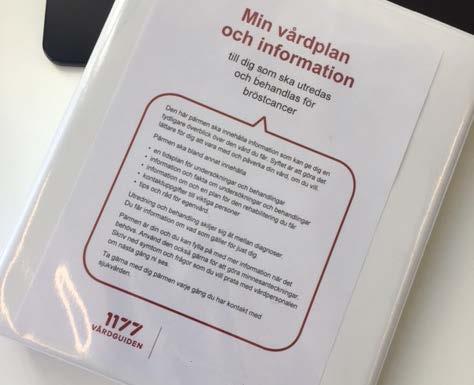 Min vårdplan
och information
till dig som ska utredas
och behandlas för
bröstcancer
Den här pärmen ska innehålla information som kan ge dig en
tydligare överblick över den vård du får. Syftet är att göra det
lättare för dig att vara med och påverka din vård, om du vill.
Pärmen ska bland annat innehålla
• en tidsplan för undersökningar och behandlingar
• information och fakta om undersökningar och behandlingar
• information om och en plan för den rehabilitering du får
• kontaktuppgifter till viktiga personer
• tips och råd för egenvård.
Utredning och behandling skiljer sig åt mellan diagnoser.
Du får information om vad som gäller för just dig.
Pärmen är din och du kan fylla på med mer information när det
behövs. Använd den också gärna för att göra minnesanteckningar.
Skriv ned symtom och frågor som du vill prata med vårdpersonalen
om nästa gång ni ses.
Ta gärna med dig pärmen varje gång du har kontakt med
sjukvården.
1177
VÅRDGUIDEN